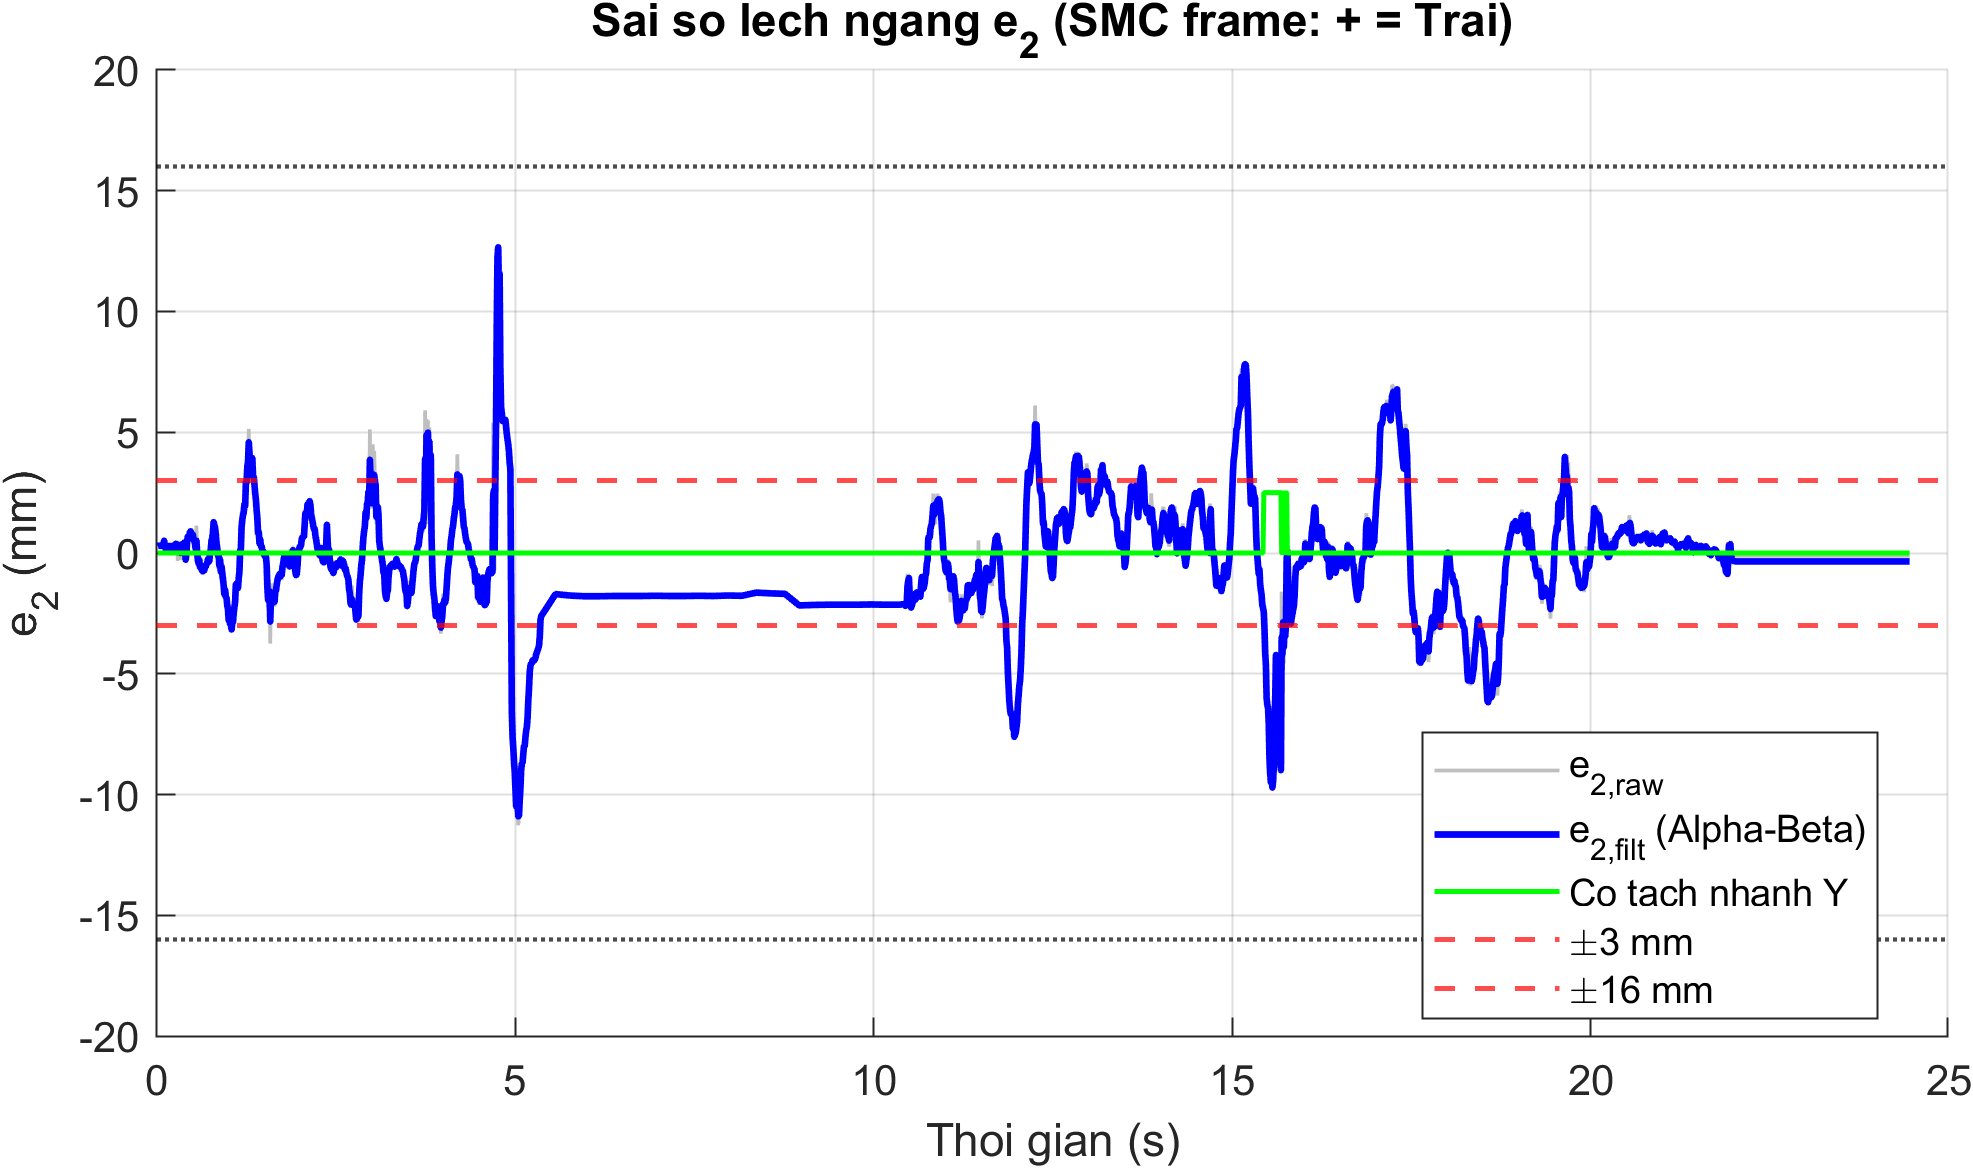 Sai so lech ngang e2 (SMC frame: + = Trai)
20
15
10
5
0
-5
-10
-15
-20
e2 (mm)
e2,raw
e2,filt (Alpha-Beta)
Co tach nhanh Y
±3 mm
±16 mm
0 5 10 15 20 25
Thoi gian (s)